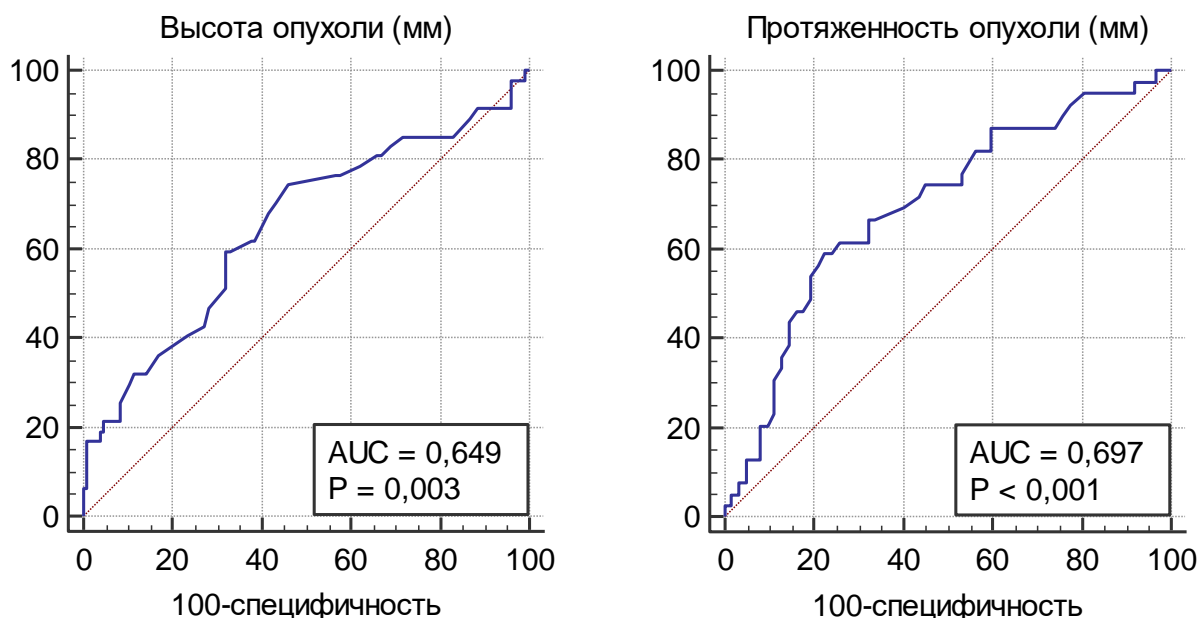 Высота опухоли (мм)
100
80
60
40
20
0
AUC = 0,649
P = 0,003
0 20 40 60 80 100
100-специфичность
Протяженность опухоли (мм)
100
80
60
40
20
0
AUC = 0,697
P < 0,001
0 20 40 60 80 100
100-специфичность